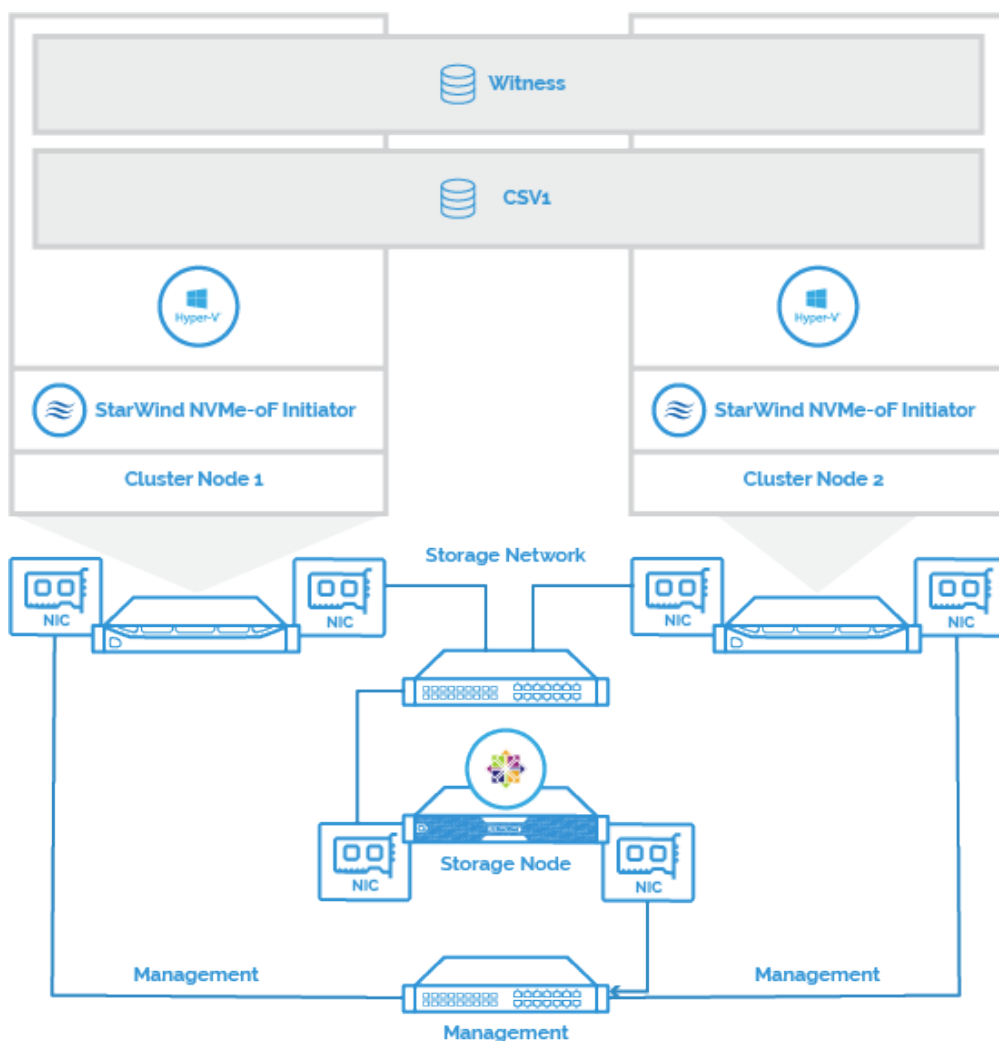 Witness
CSV1
Hyper-V
Hyper-V
StarWind NVMe-oF Initiator
StarWind NVMe-oF Initiator
Cluster Node 1
Cluster Node 2
Storage Network
NIC
NIC
NIC
NIC
Storage Node
NIC
NIC
Management
Management
Management